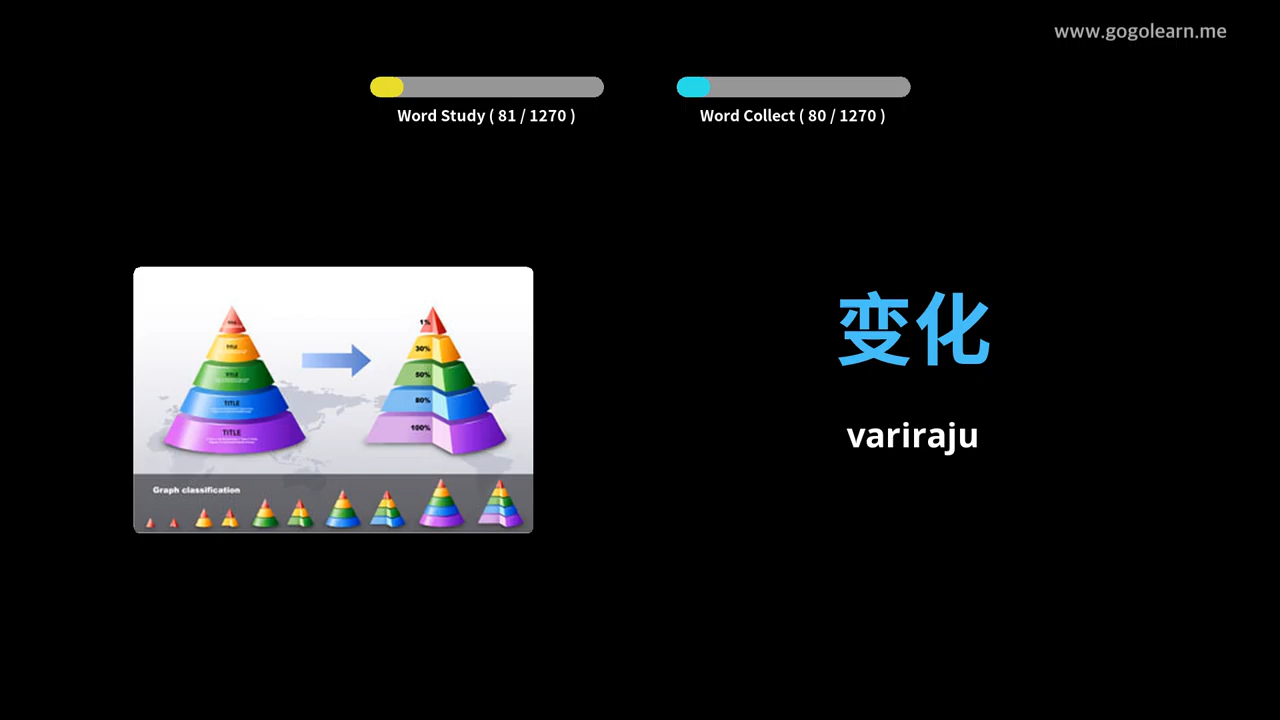 www.gogolearn.me
Word Study ( 81 / 1270 )
Word Collect ( 80 / 1270 )
变化
variraju
TITLE
TITLE
TITLE
TITLE
1%
30%
50%
80%
100%
Graph classification